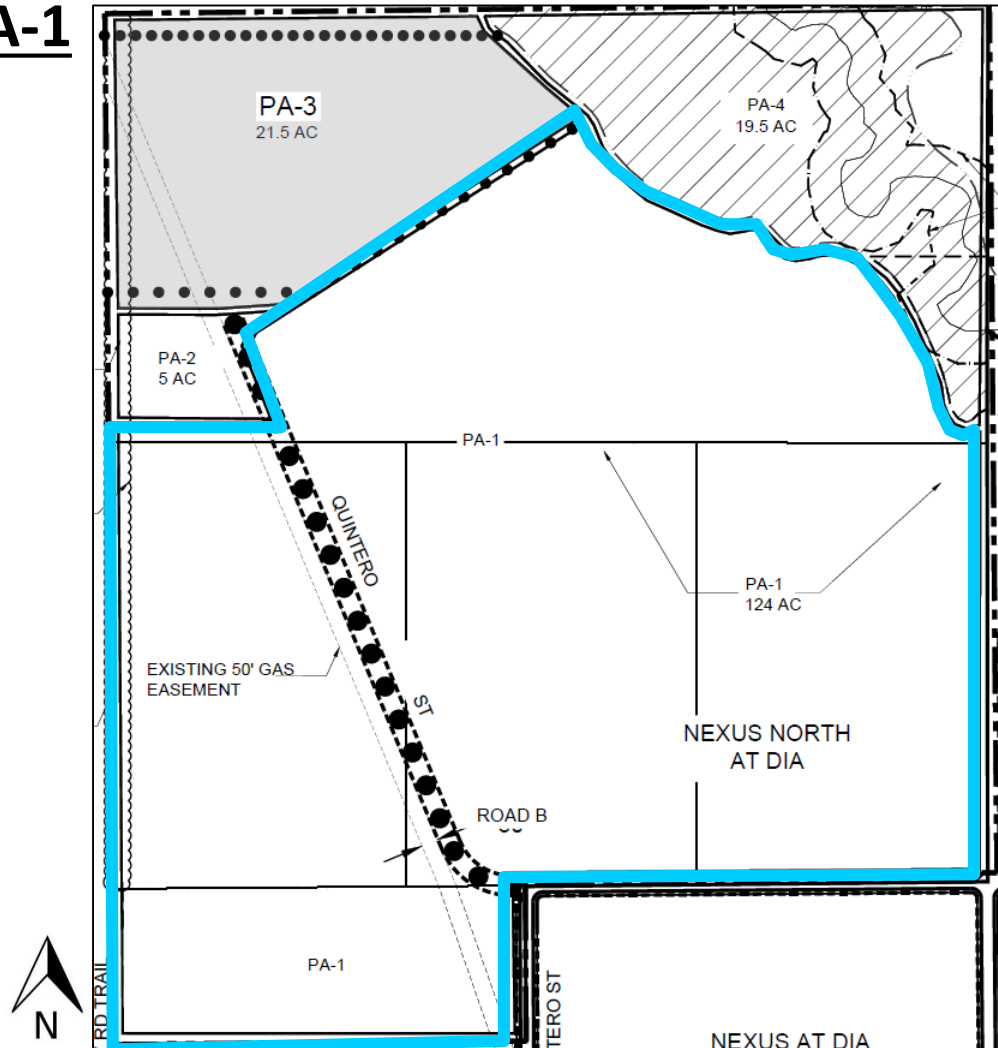 A-1
PA-3
21.5 AC
PA-4
19.5 AC
PA-2
5 AC
PA-1
QUINTERO
ST
PA-1
124 AC
EXISTING 50' GAS
EASEMENT
NEXUS NORTH
AT DIA
ROAD B
PA-1
RD TRAIL
TERO ST
NEXUS AT DIA
N